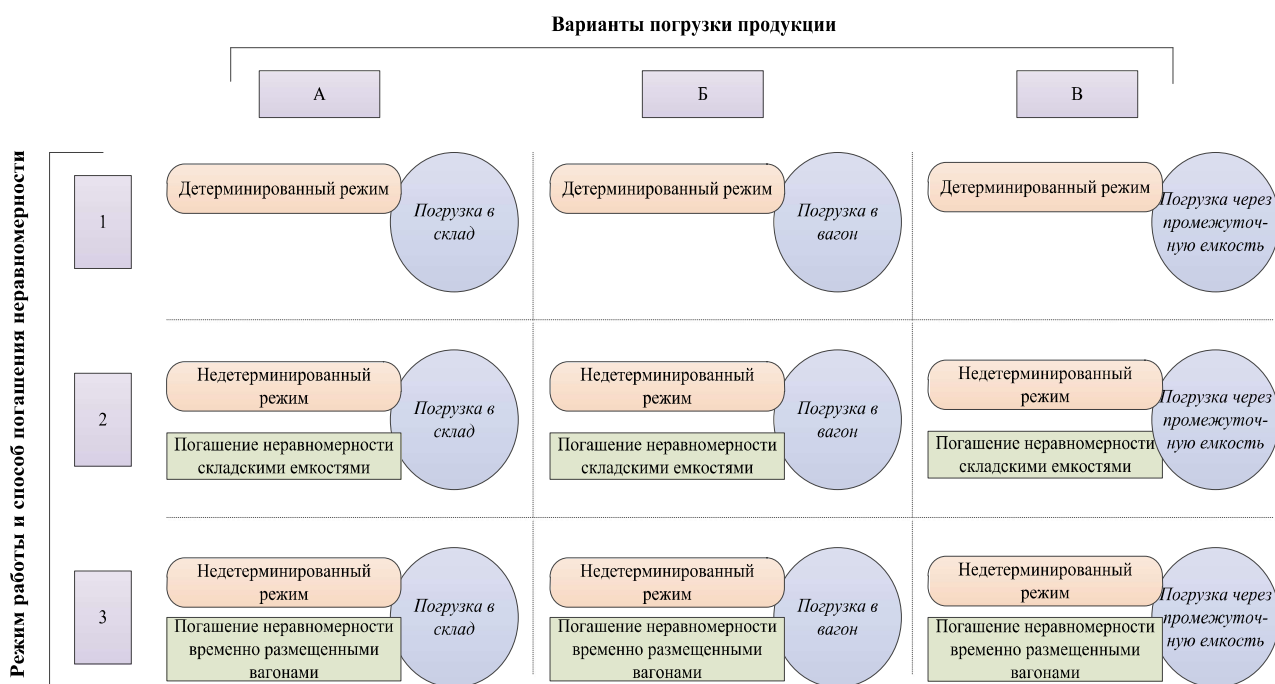 Варианты погрузки продукции
А
Б
В
Режим работы и способ погашения неравномерности
1
Детерминированный режим
Погрузка в
склад
Детерминированный режим
Погрузка в
вагон
Детерминированный режим
Погрузка через
промежуточ-
ную емкость
2
Недетерминированный
режим
Погашение неравномерности
складскими емкостями
Погрузка в
склад
Недетерминированный
режим
Погашение неравномерности
складскими емкостями
Погрузка в
вагон
Недетерминированный
режим
Погашение неравномерности
складскими емкостями
Погрузка через
промежуточ-
ную емкость
3
Недетерминированный
режим
Погашение неравномерности
временно размещенными
вагонами
Погрузка в
склад
Недетерминированный
режим
Погашение неравномерности
временно размещенными
вагонами
Погрузка в
вагон
Недетерминированный
режим
Погашение неравномерности
временно размещенными
вагонами
Погрузка через
промежуточ-
ную емкость